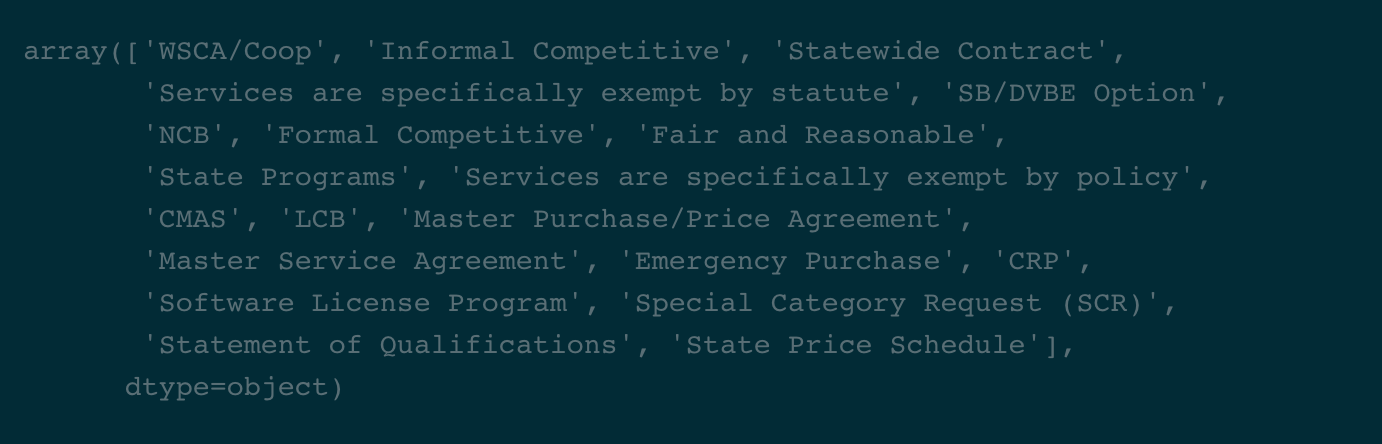 array(['WSCA/Coop', 'Informal Competitive', 'Statewide Contract',
'Services are specifically exempt by statute', 'SB/DVBE Option',
'NCB', 'Formal Competitive', 'Fair and Reasonable',
'State Programs', 'Services are specifically exempt by policy',
'CMAS', 'LCB', 'Master Purchase/Price Agreement',
'Master Service Agreement', 'Emergency Purchase', 'CRP',
'Software License Program', 'Special Category Request (SCR)',
'Statement of Qualifications', 'State Price Schedule'],
dtype=object)